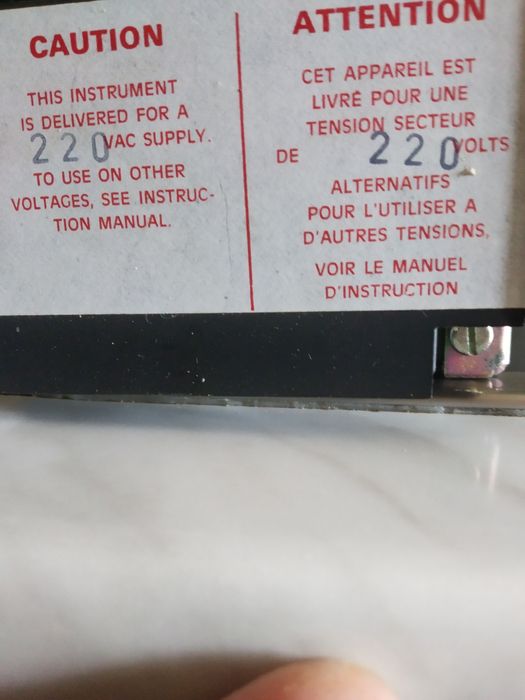 CAUTION
THIS INSTRUMENT
IS DELIVERED FOR A
220 VAC SUPPLY.
TO USE ON OTHER
VOLTAGES, SEE INSTRUC-
TION MANUAL.
ATTENTION
CET APPAREIL EST
LIVRÉ POUR UNE
TENSION SECTEUR
DE 220 VOLTS
ALTERNATIFS
POUR L'UTILISER A
D'AUTRES TENSIONS,
VOIR LE MANUEL
D'INSTRUCTION